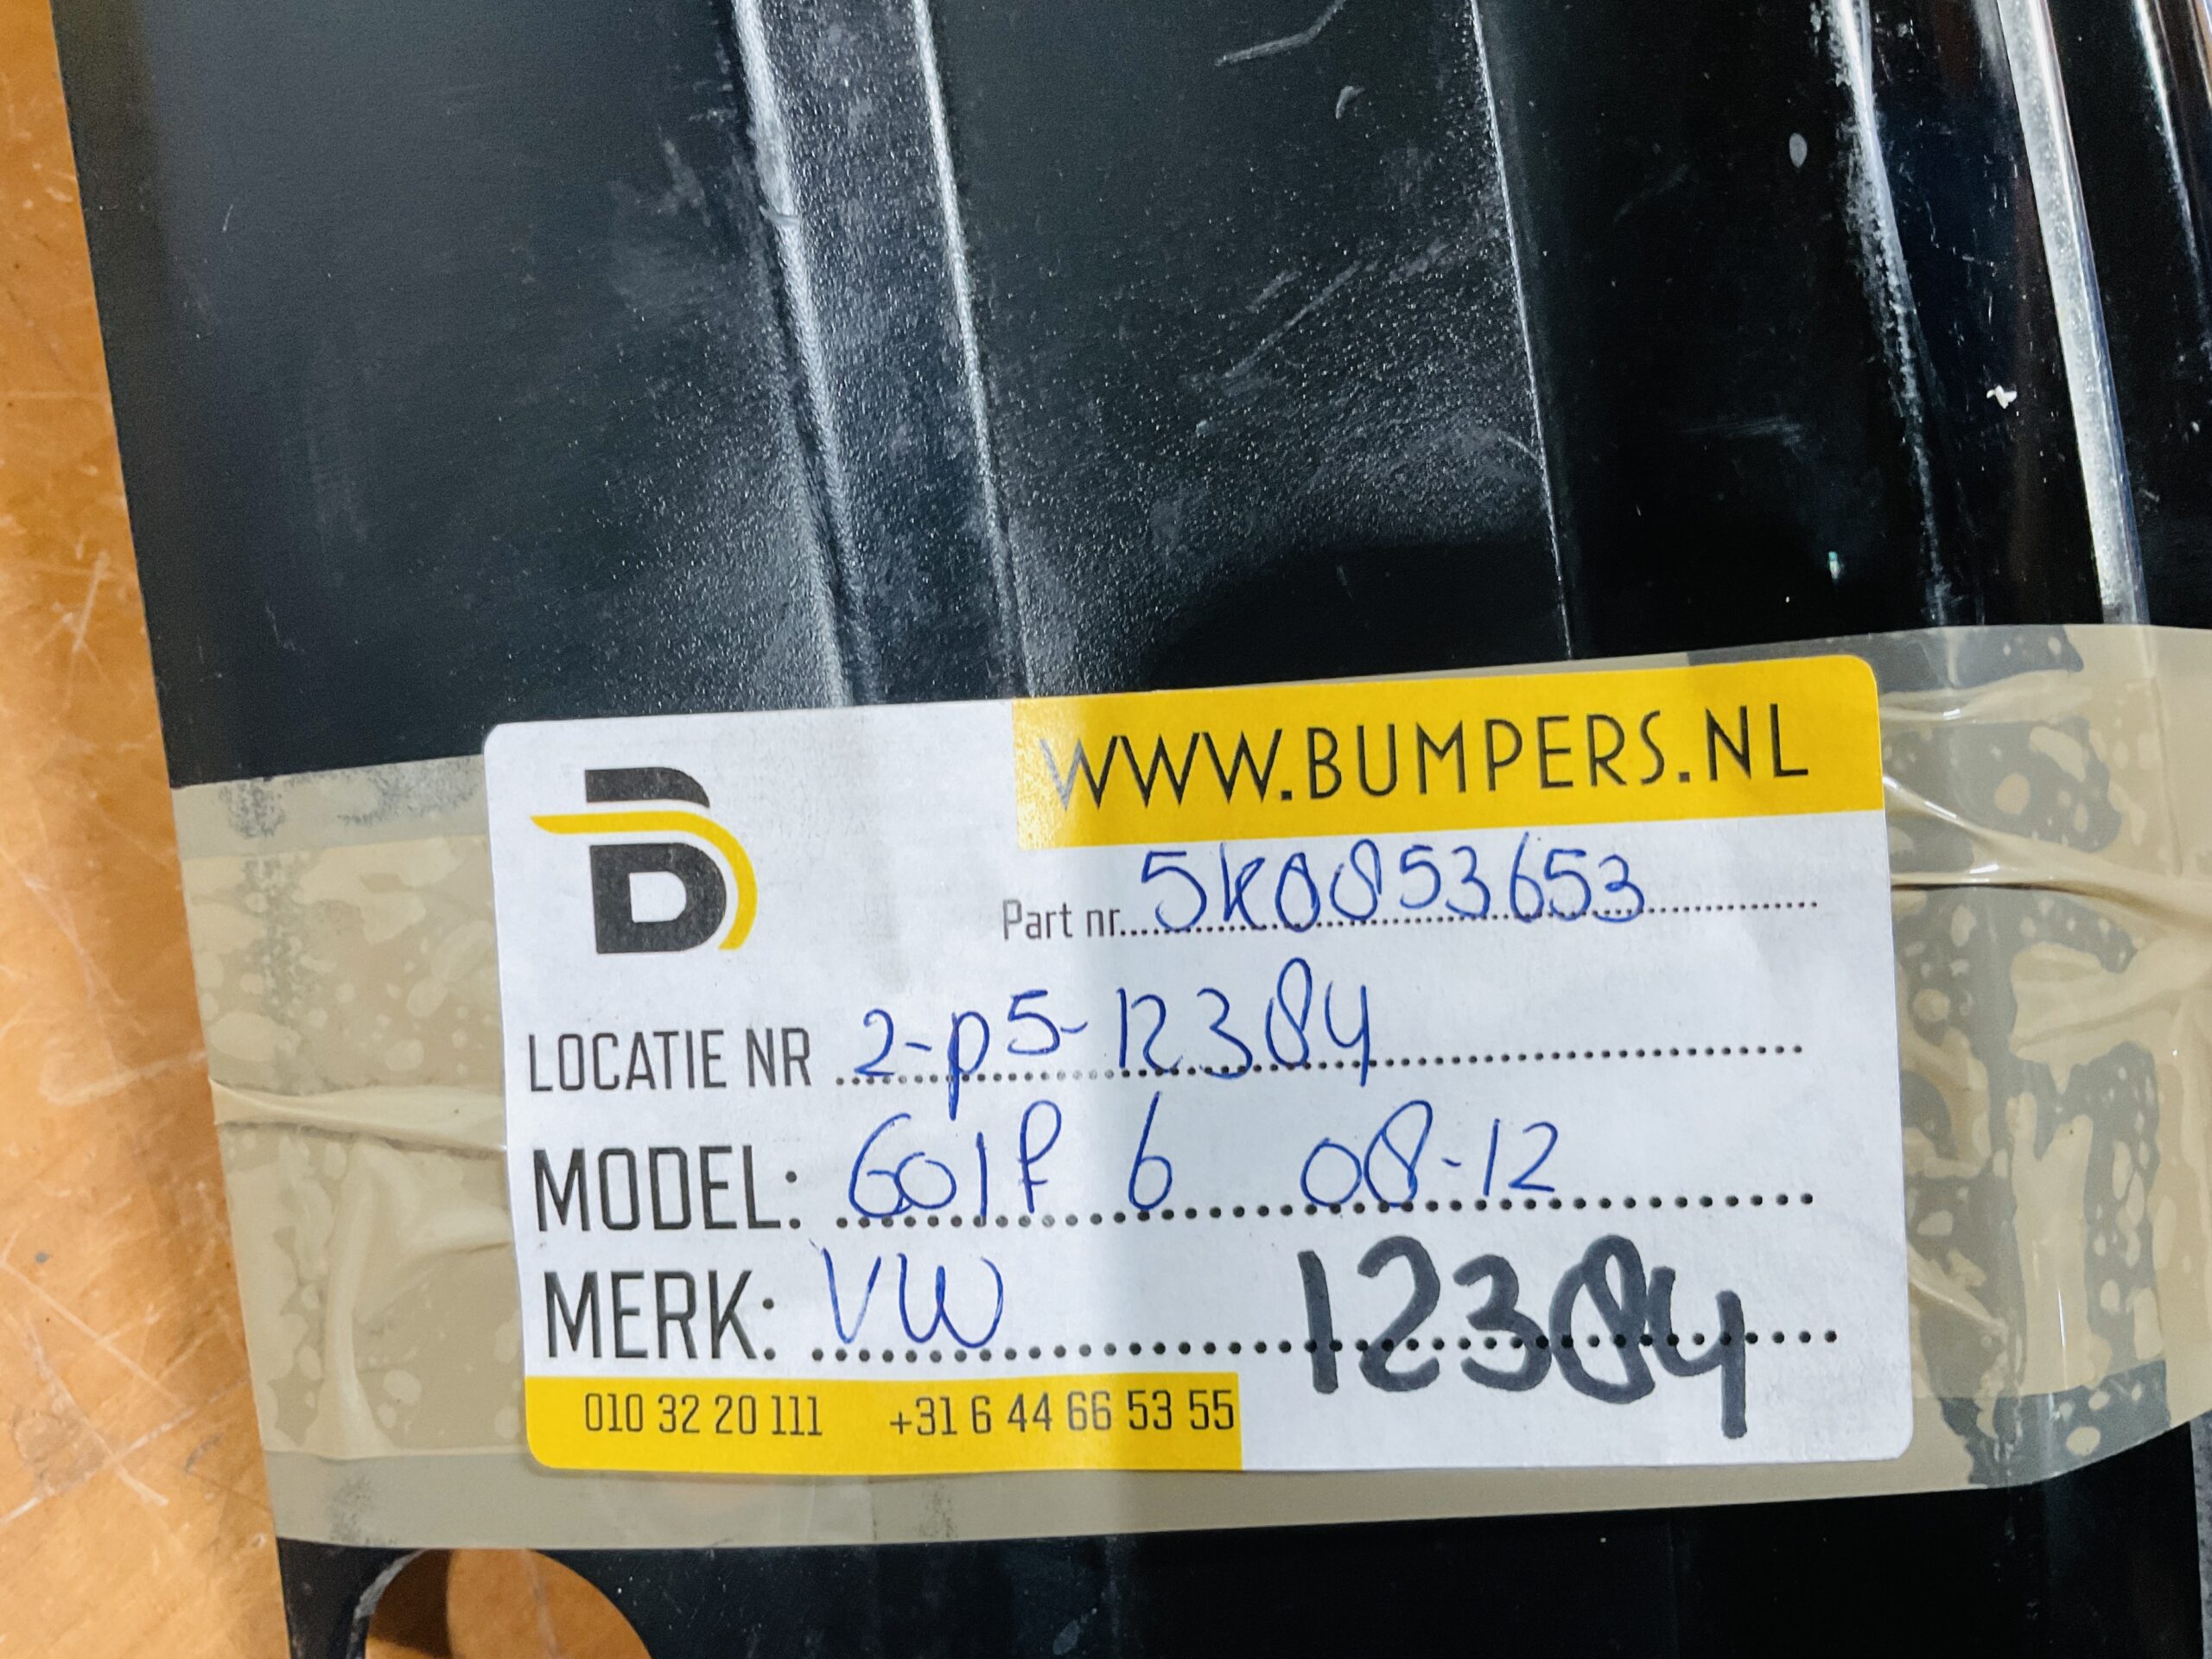 WWW.BUMPERS.NL
Part nr. 5K0853653
LOCATIE NR 2-p5-12384
MODEL: Golf 6 08-12
MERK: VW 12384
010 32 20 111 +31 6 44 66 53 55